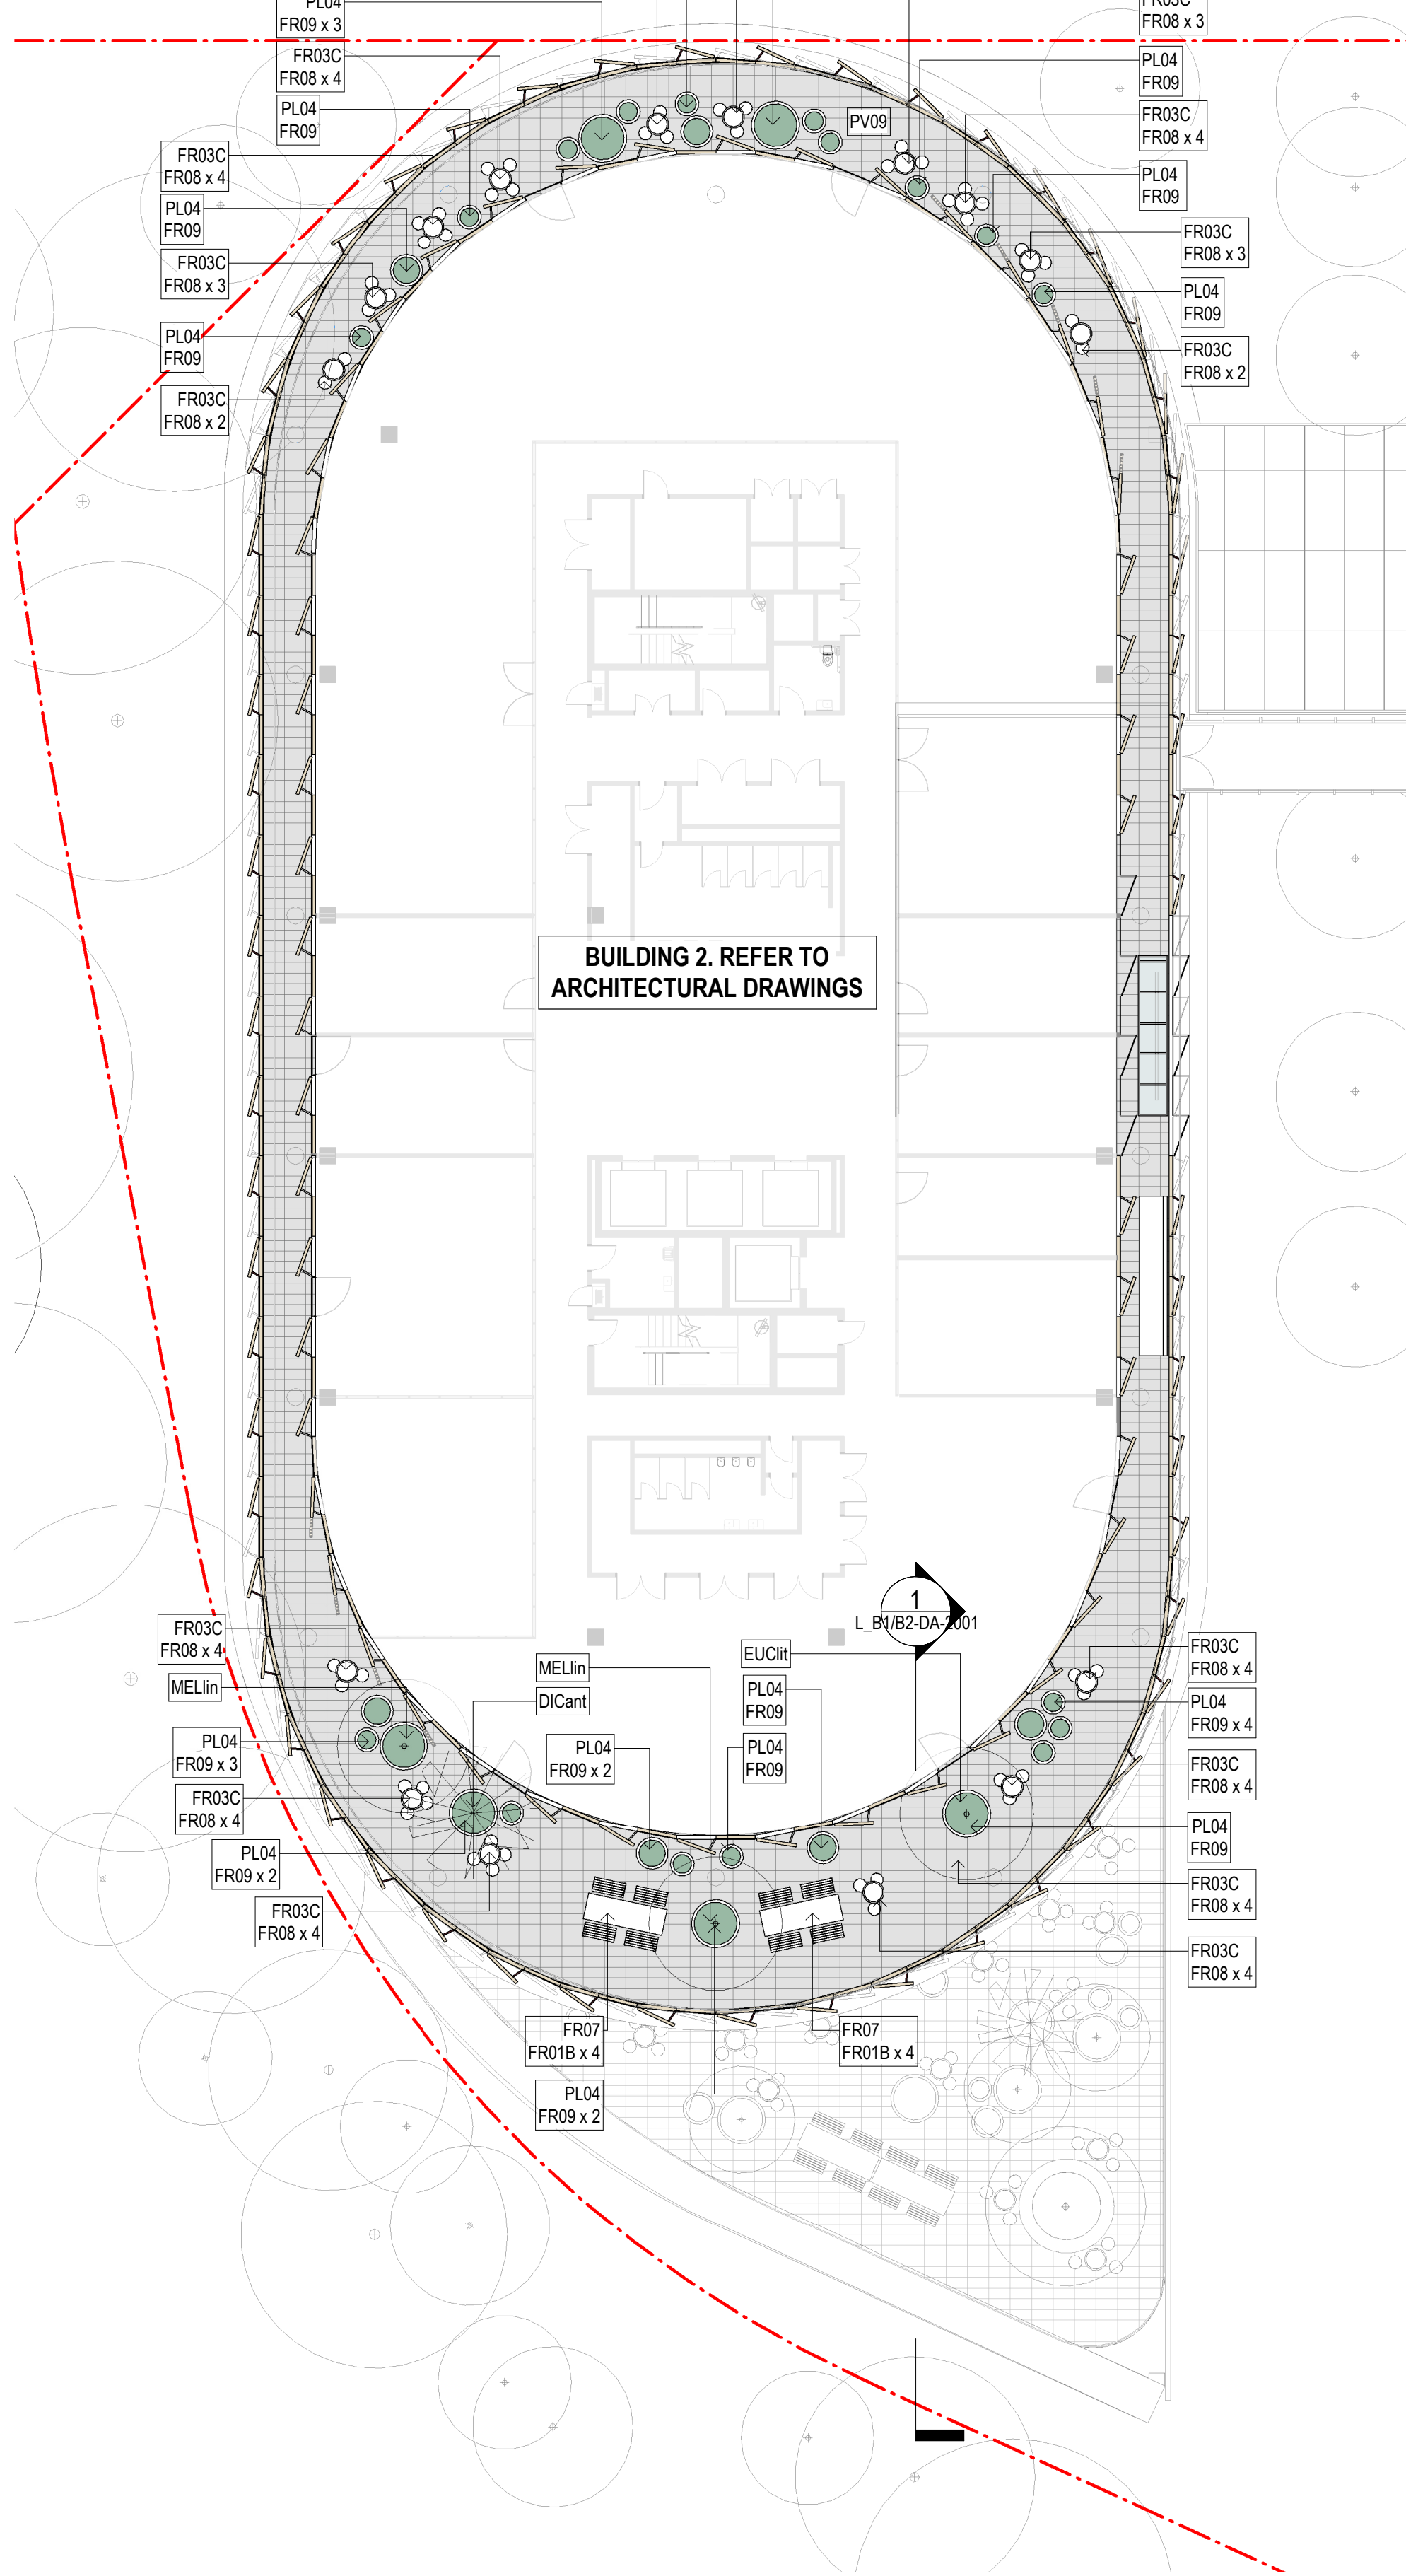 PL04
FR09 x 3
FR03C
FR08 x 3
FR03C
FR08 x 4
PL04
FR09
PL04
FR09
FR03C
FR08 x 4
PV09
FR03C
FR08 x 4
PL04
FR09
PL04
FR09
FR03C
FR08 x 3
FR03C
FR08 x 3
PL04
FR09
PL04
FR09
FR03C
FR08 x 2
FR03C
FR08 x 2
BUILDING 2. REFER TO
ARCHITECTURAL DRAWINGS
1
L_B1/B2-DA-2001
FR03C
FR08 x 4
MELlin
MELlin
DICant
EUClit
PL04
FR09
PL04
FR09 x 2
PL04
FR09
PL04
FR09 x 3
FR03C
FR08 x 4
PL04
FR09 x 2
FR03C
FR08 x 4
FR03C
FR08 x 4
PL04
FR09 x 4
FR03C
FR08 x 4
PL04
FR09
FR03C
FR08 x 4
FR03C
FR08 x 4
FR07
FR01B x 4
FR07
FR01B x 4
PL04
FR09 x 2